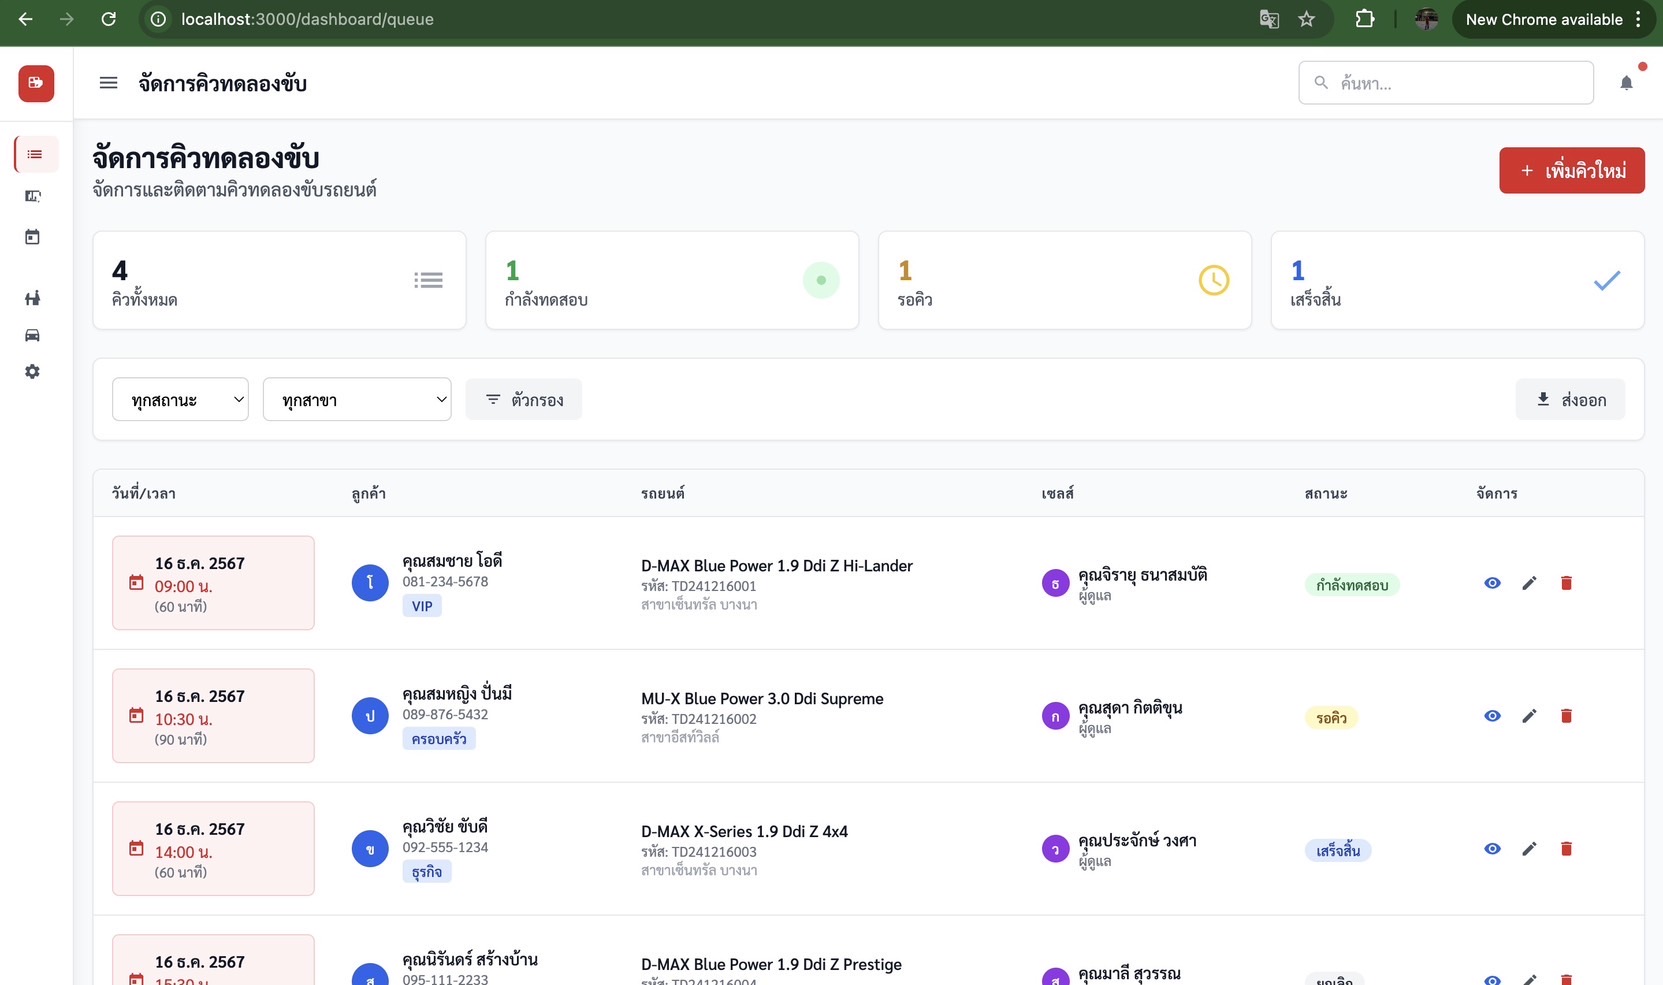 localhost:3000/dashboard/queue
New Chrome available
จัดการคิวทดลองขับ
ค้นหา...
จัดการคิวทดลองขับ
จัดการและติดตามคิวทดลองขับรถยนต์
+ เพิ่มคิวใหม่
4
คิวทั้งหมด
1
กำลังทดสอบ
1
รอคิว
1
เสร็จสิ้น
ทุกสถานะ
ทุกสาขา
ตัวกรอง
ส่งออก
วันที่/เวลา
ลูกค้า
รถยนต์
เซลส์
สถานะ
จัดการ
16 ธ.ค. 2567
09:00 น.
(60 นาที)
โ
คุณสมชาย โอดี
081-234-5678
VIP
D-MAX Blue Power 1.9 Ddi Z Hi-Lander
รหัส: TD241216001
สาขาเซ็นทรัล บางนา
ธ
คุณจิรายุ ธนาสมบัติ
ผู้ดูแล
กำลังทดสอบ
16 ธ.ค. 2567
10:30 น.
(90 นาที)
ป
คุณสมหญิง ปั่นมี
089-876-5432
ครอบครัว
MU-X Blue Power 3.0 Ddi Supreme
รหัส: TD241216002
สาขาอีสท์วิลล์
ก
คุณสุดา กิตติขุน
ผู้ดูแล
รอคิว
16 ธ.ค. 2567
14:00 น.
(60 นาที)
ข
คุณวิชัย ขับดี
092-555-1234
ธุรกิจ
D-MAX X-Series 1.9 Ddi Z 4x4
รหัส: TD241216003
สาขาเซ็นทรัล บางนา
ว
คุณประจักษ์ วงศา
ผู้ดูแล
เสร็จสิ้น
16 ธ.ค. 2567
15:30 น.
ส
คุณนิรันดร์ สร้างบ้าน
095-111-2233
D-MAX Blue Power 1.9 Ddi Z Prestige
รหัส: TD241216004
ส
คุณมาลี สุวรรณ
ยกเลิก